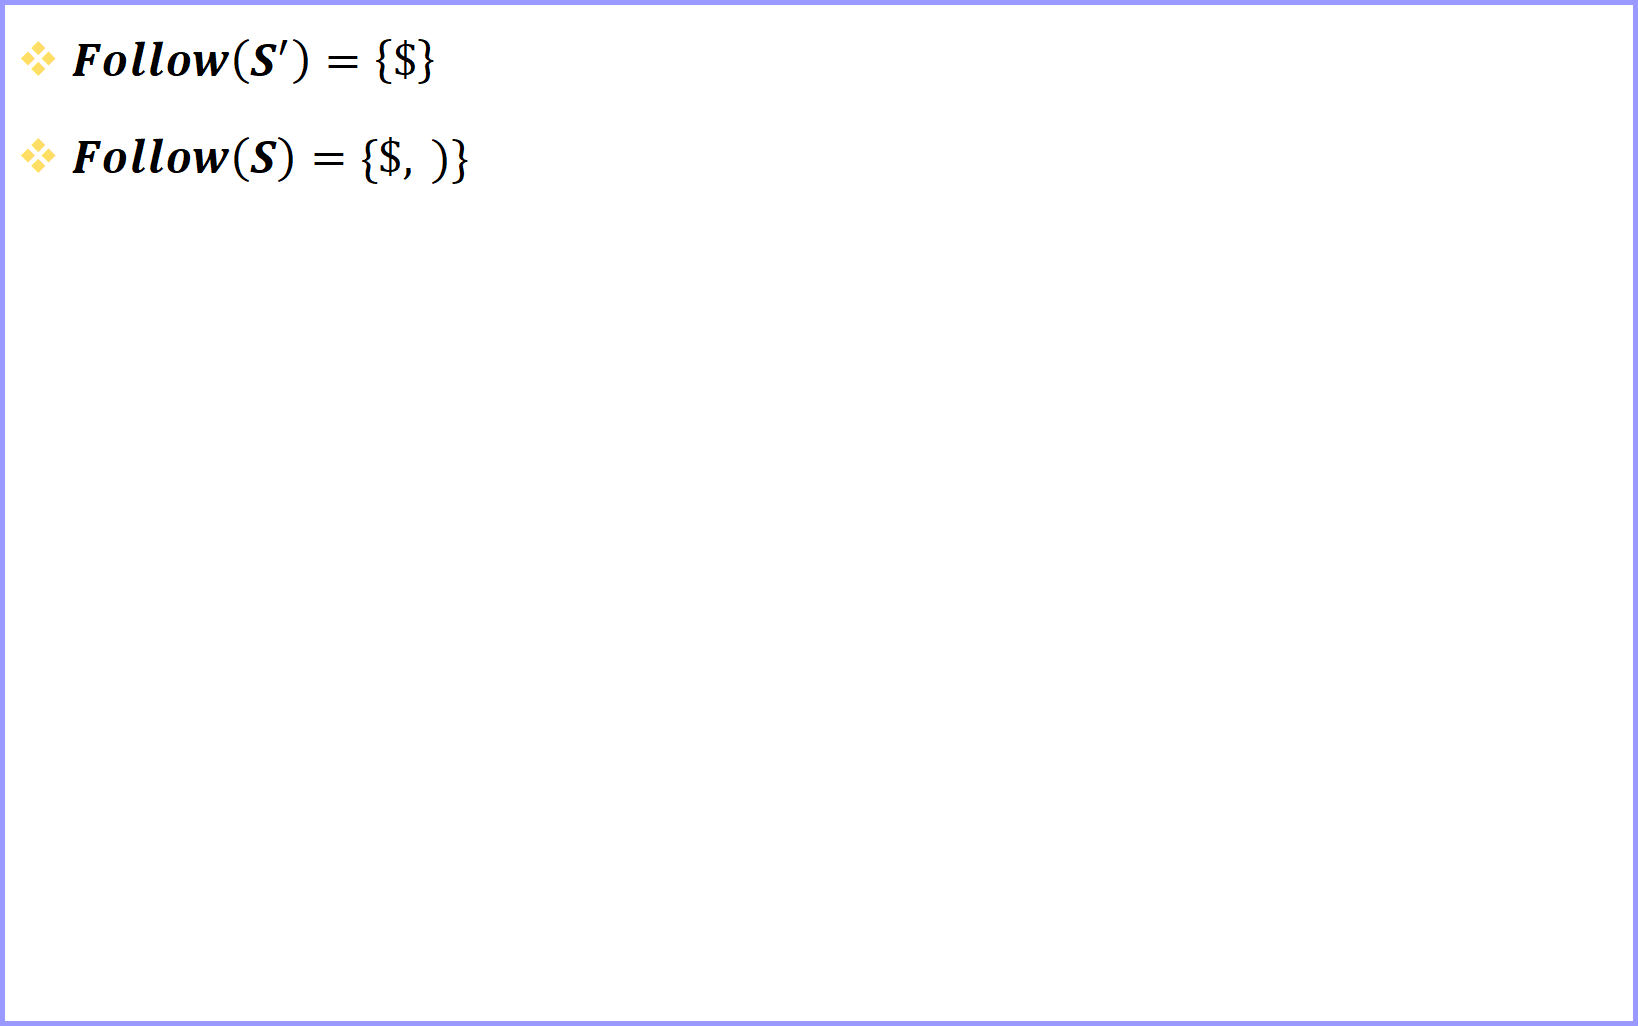 ❖ Follow(S′) = {$}
❖ Follow(S) = {$, )}